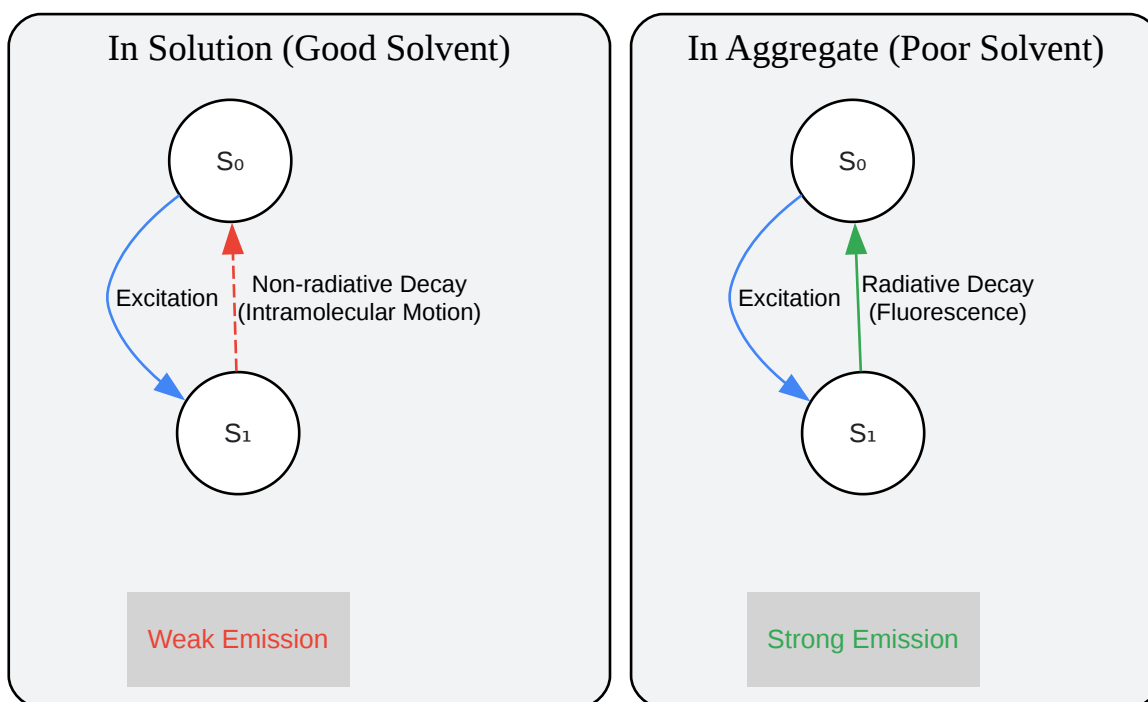 In Solution (Good Solvent)
S₀
Excitation
Non-radiative Decay
(Intramolecular Motion)
S₁
Weak Emission
In Aggregate (Poor Solvent)
S₀
Excitation
Radiative Decay
(Fluorescence)
S₁
Strong Emission